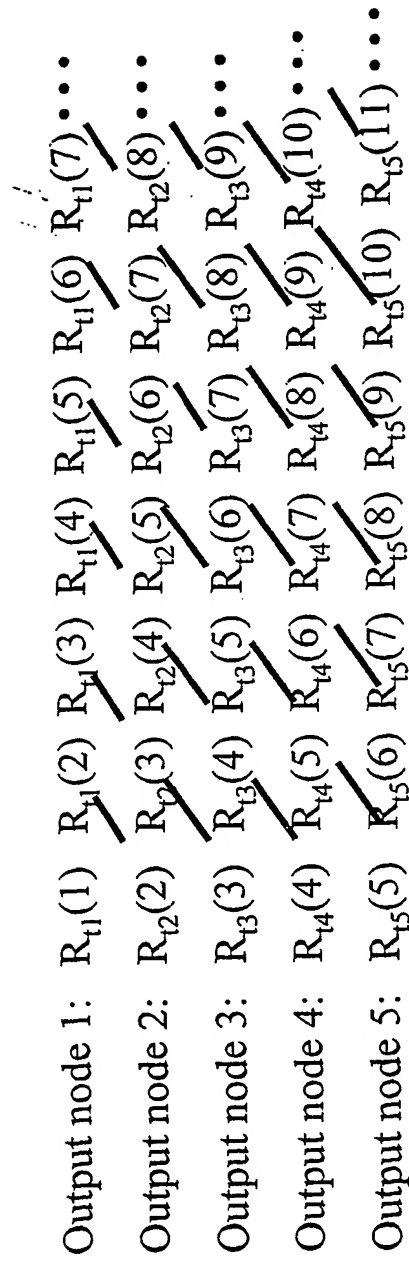 Output node 1: R_t1(1) R_t1(2) R_t1(3) R_t1(4) R_t1(5) R_t1(6) R_t1(7) • • •
Output node 2: R_t2(2) R_t2(3) R_t2(4) R_t2(5) R_t2(6) R_t2(7) R_t2(8) • • •
Output node 3: R_t3(3) R_t3(4) R_t3(5) R_t3(6) R_t3(7) R_t3(8) R_t3(9) • • •
Output node 4: R_t4(4) R_t4(5) R_t4(6) R_t4(7) R_t4(8) R_t4(9) R_t4(10) • • •
Output node 5: R_t5(5) R_t5(6) R_t5(7) R_t5(8) R_t5(9) R_t5(10) R_t5(11) • • •